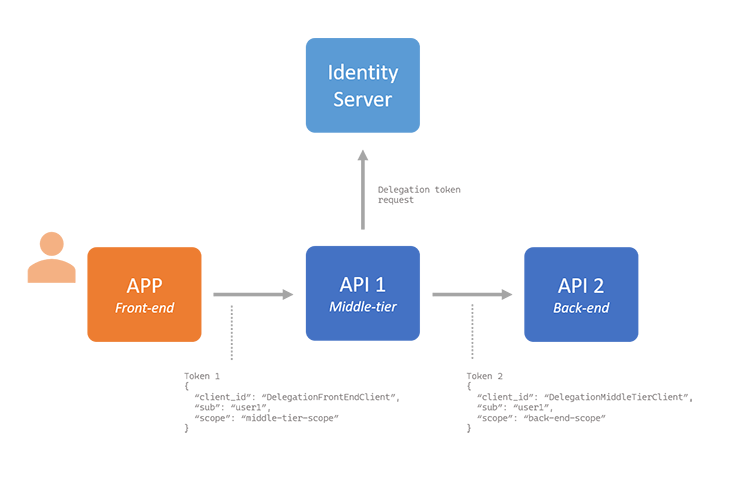 Identity
Server
Delegation token
request
APP
Front-end
API 1
Middle-tier
API 2
Back-end
Token 1
{
“client_id”: “DelegationFrontEndClient”,
“sub”: “user1”,
“scope”: “middle-tier-scope”
}
Token 2
{
“client_id”: “DelegationMiddleTierClient”,
“sub”: “user1”,
“scope”: “back-end-scope”
}